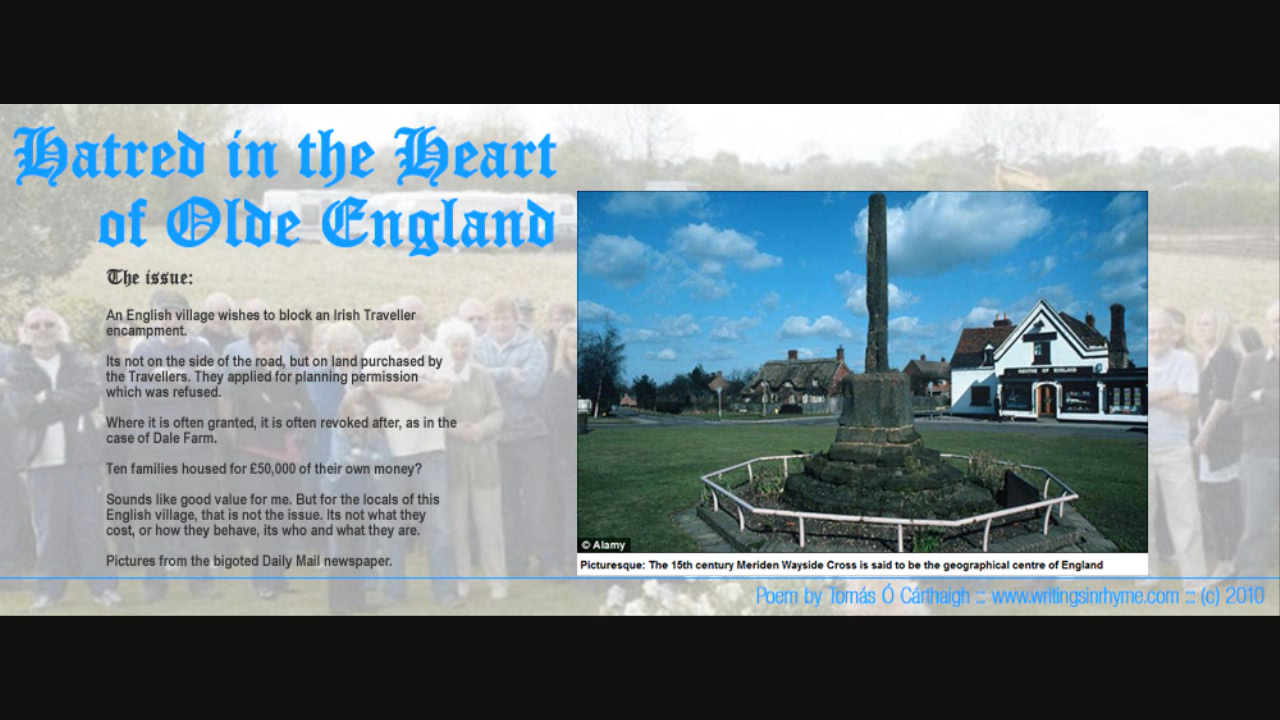 Hatred in the Heart
of Olde England
The issue:
An English village wishes to block an Irish Traveller
encampment.
Its not on the side of the road, but on land purchased by
the Travellers. They applied for planning permission
which was refused.
Where it is often granted, it is often revoked after, as in the
case of Dale Farm.
Ten families housed for £50,000 of their own money?
Sounds like good value for me. But for the locals of this
English village, that is not the issue. Its not what they
cost, or how they behave, its who and what they are.
Pictures from the bigoted Daily Mail newspaper.
CENTRE OF ENGLAND
© Alamy
Picturesque: The 15th century Meriden Wayside Cross is said to be the geographical centre of England
Poem by Tomás Ó Cárthaigh ::: www.writingsinrhyme.com ::: (c) 2010